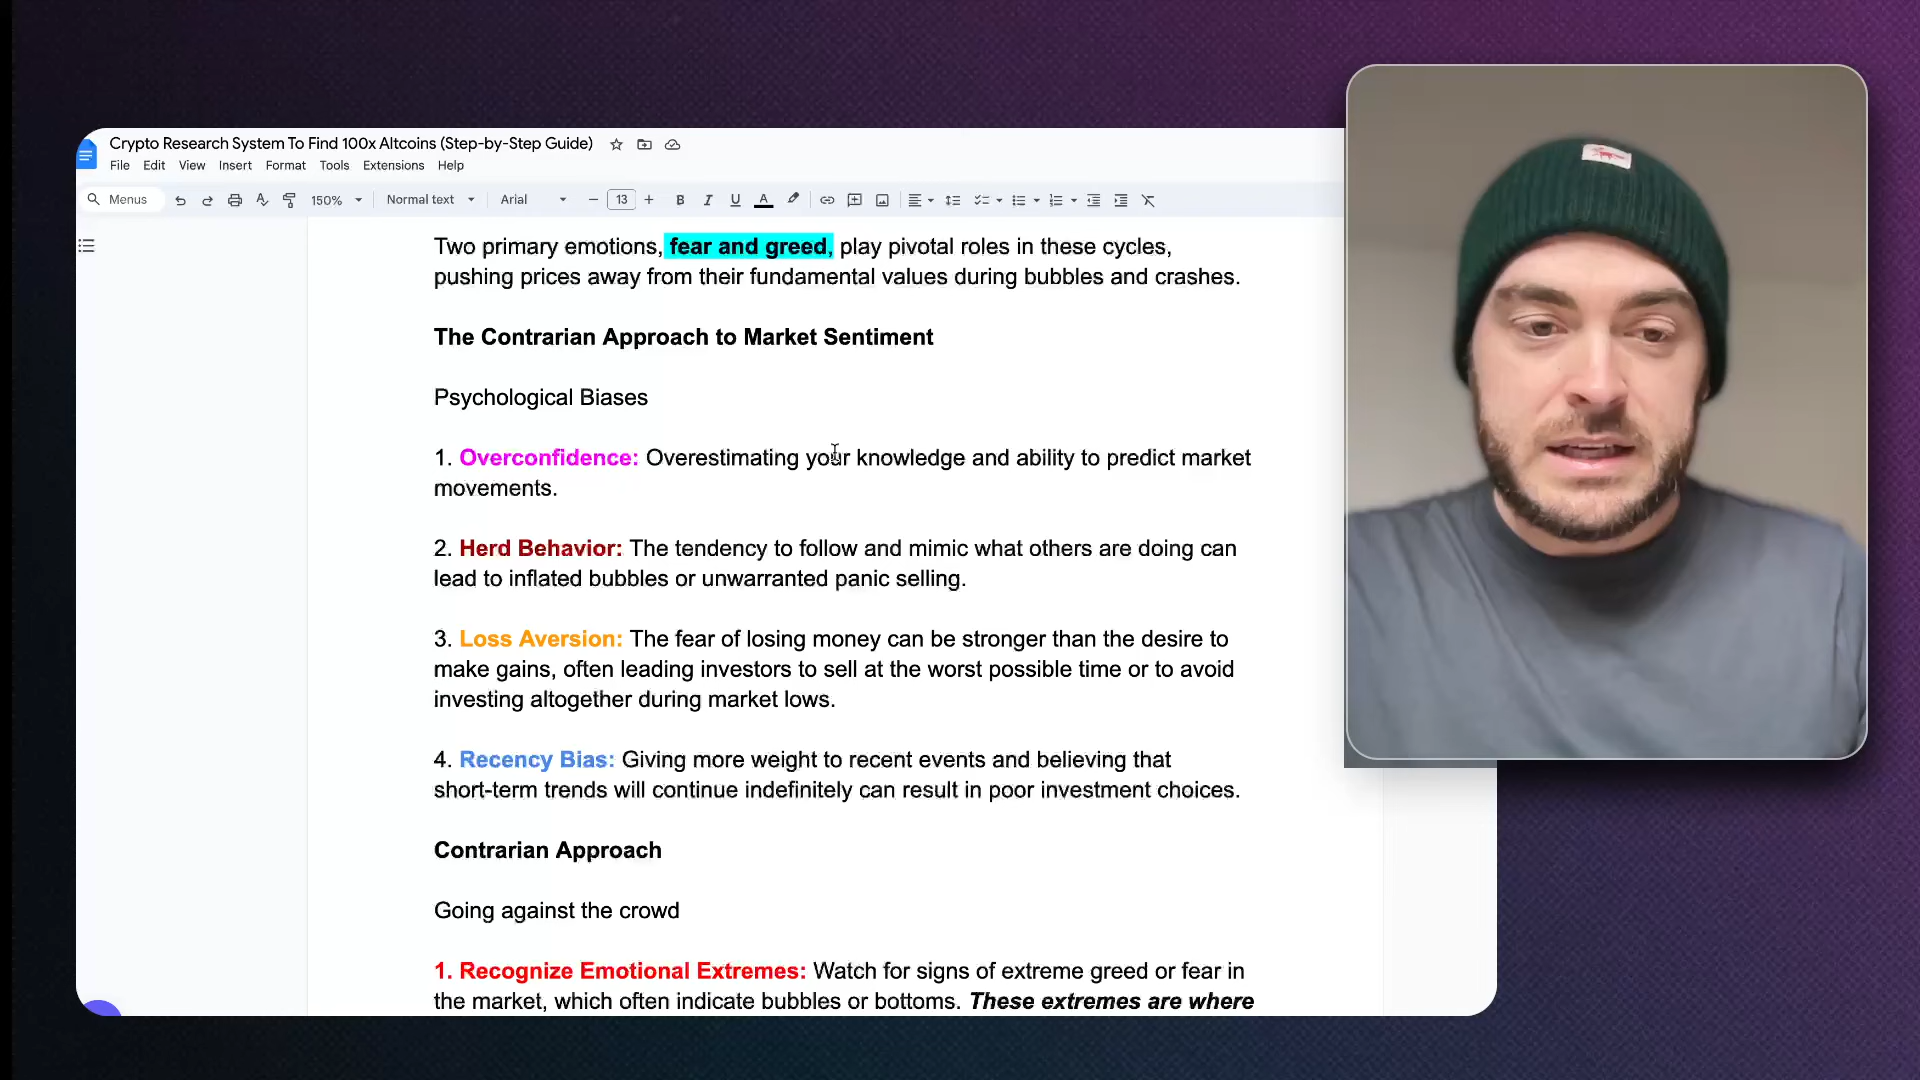 Crypto Research System To Find 100x Altcoins (Step-by-Step Guide)
File Edit View Insert Format Tools Extensions Help
Menus 150% Normal text Arial 13
Two primary emotions, fear and greed, play pivotal roles in these cycles,
pushing prices away from their fundamental values during bubbles and crashes.
The Contrarian Approach to Market Sentiment
Psychological Biases
1. Overconfidence: Overestimating your knowledge and ability to predict market
movements.
2. Herd Behavior: The tendency to follow and mimic what others are doing can
lead to inflated bubbles or unwarranted panic selling.
3. Loss Aversion: The fear of losing money can be stronger than the desire to
make gains, often leading investors to sell at the worst possible time or to avoid
investing altogether during market lows.
4. Recency Bias: Giving more weight to recent events and believing that
short-term trends will continue indefinitely can result in poor investment choices.
Contrarian Approach
Going against the crowd
1. Recognize Emotional Extremes: Watch for signs of extreme greed or fear in
the market, which often indicate bubbles or bottoms. These extremes are where